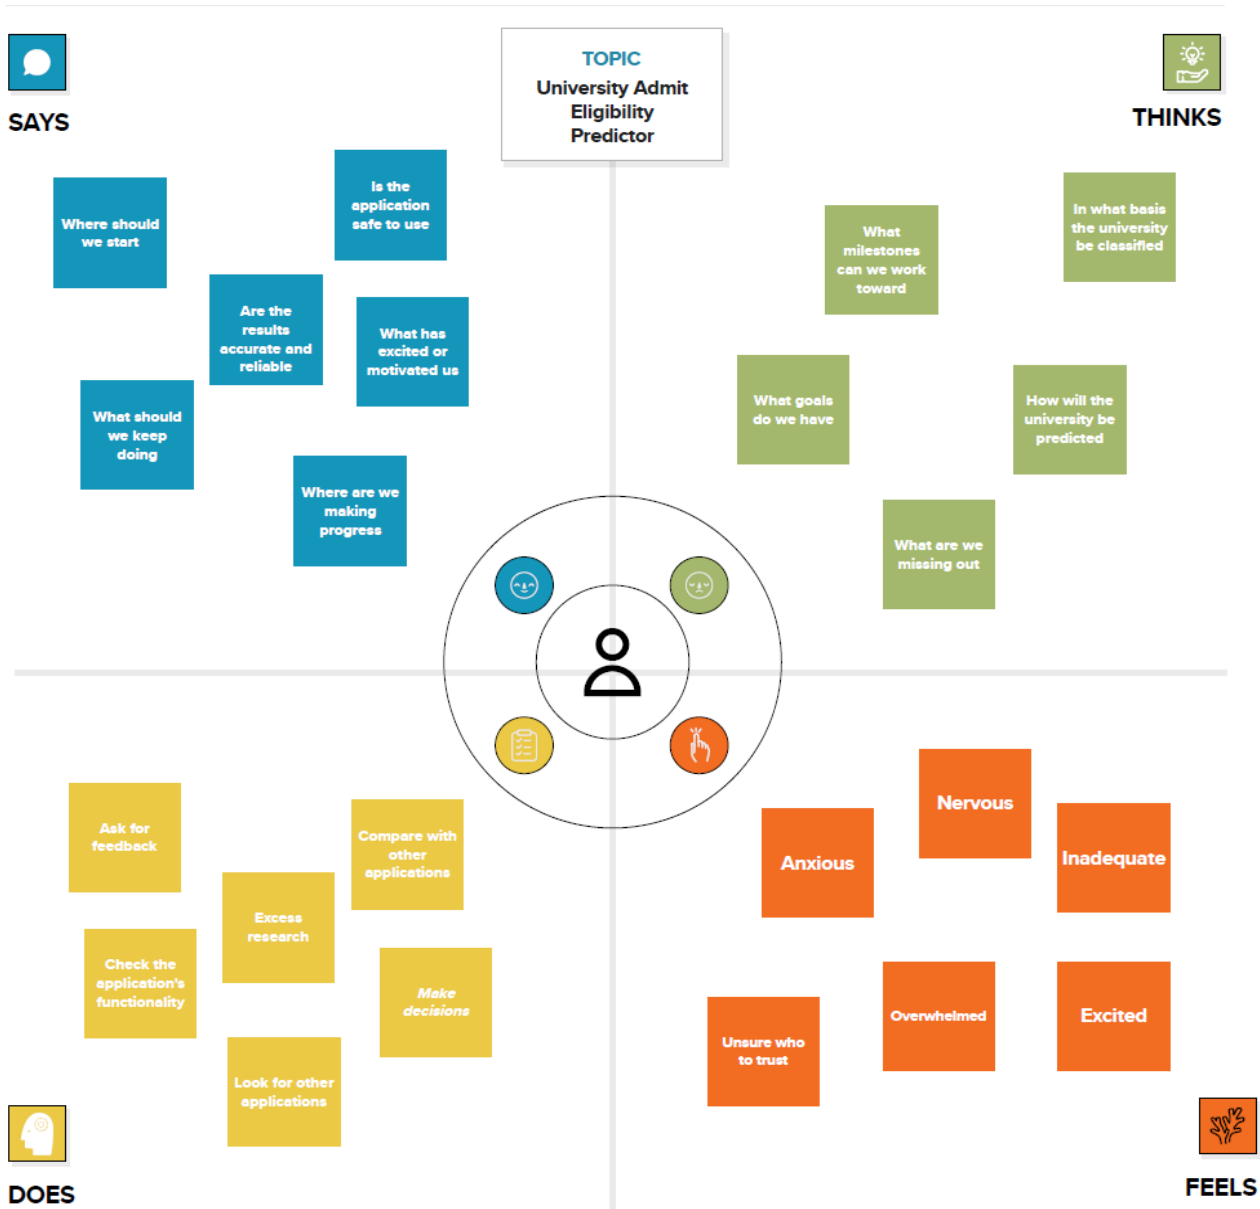 TOPIC
University Admit
Eligibility
Predictor
SAYS
Where should
we start
Is the
application
safe to use
Are the
results
accurate and
reliable
What has
excited or
motivated us
What should
we keep
doing
Where are we
making
progress
THINKS
What
milestones
can we work
toward
In what basis
the university
be classified
What goals
do we have
How will the
university be
predicted
What are we
missing out
Ask for
feedback
Compare with
other
applications
Excess
research
Check the
application's
functionality
Make
decisions
Look for other
applications
DOES
Nervous
Anxious
Inadequate
Unsure who
to trust
Overwhelmed
Excited
FEELS